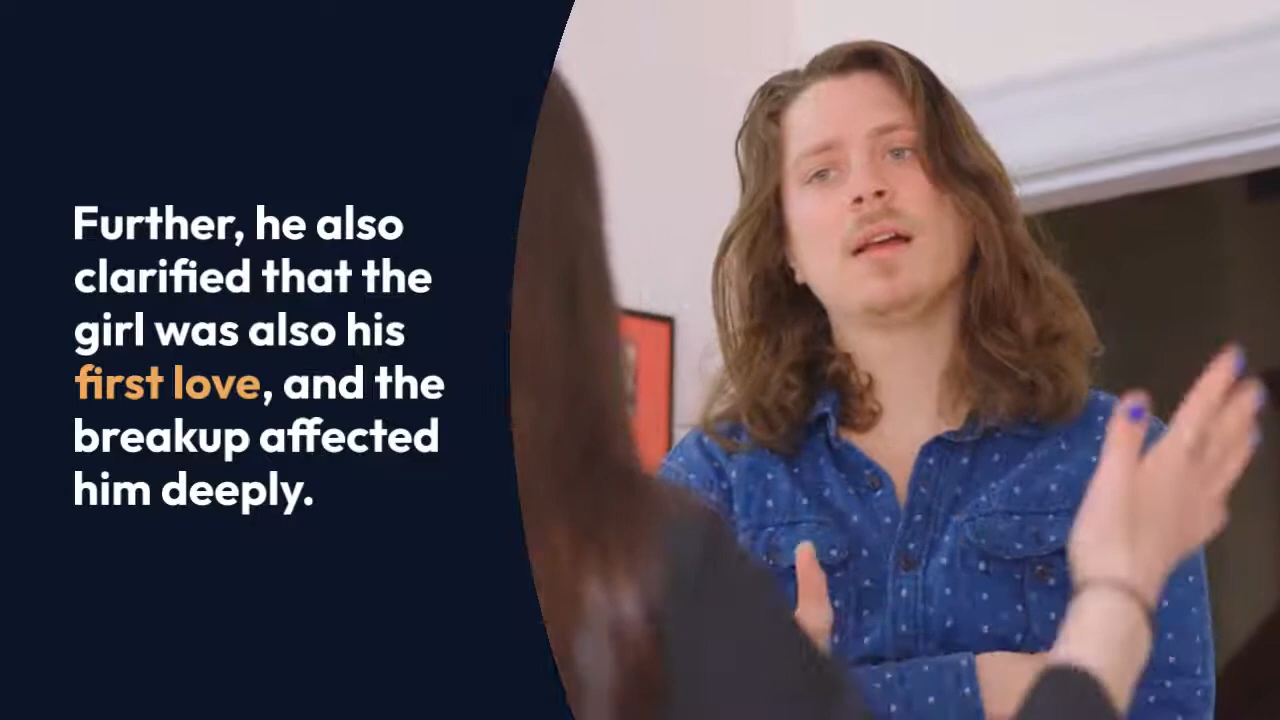 Further, he also
clarified that the
girl was also his
first love, and the
breakup affected
him deeply.